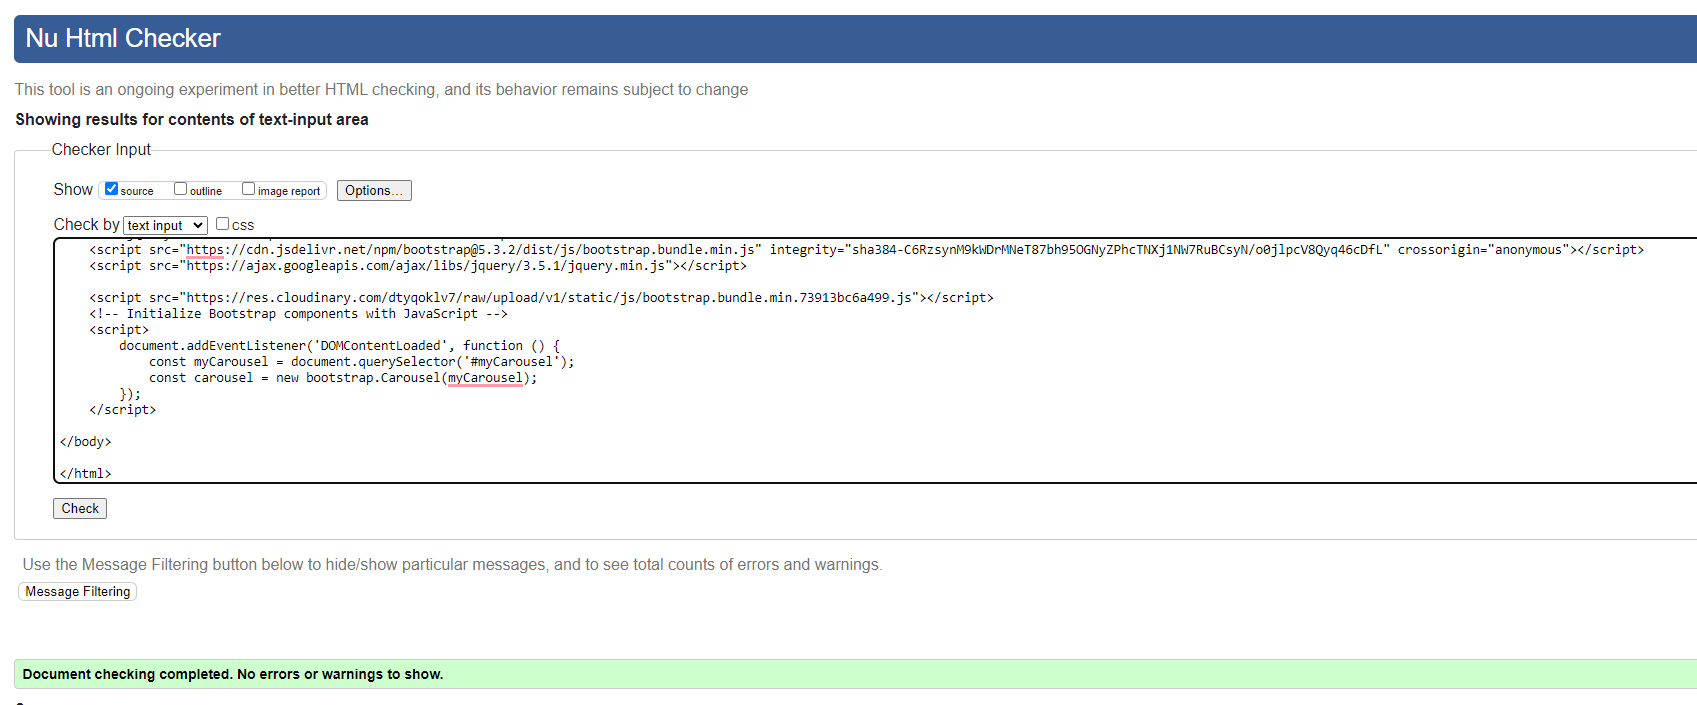 Nu Html Checker
This tool is an ongoing experiment in better HTML checking, and its behavior remains subject to change
Showing results for contents of text-input area
Checker Input
Show source outline image report Options...
Check by text input css
<script src="https://cdn.jsdelivr.net/npm/bootstrap@5.3.2/dist/js/bootstrap.bundle.min.js" integrity="sha384-C6RzsynM9kWDrMNeT87bh95OGNyZPhcTNXj1NW7RuBCsyN/o0jlpcV8Qyq46cDfL" crossorigin="anonymous"></script>
<script src="https://ajax.googleapis.com/ajax/libs/jquery/3.5.1/jquery.min.js"></script>
<script src="https://res.cloudinary.com/dtyqoklv7/raw/upload/v1/static/js/bootstrap.bundle.min.73913bc6a499.js"></script>
<!-- Initialize Bootstrap components with JavaScript -->
<script>
document.addEventListener('DOMContentLoaded', function () {
const myCarousel = document.querySelector('#myCarousel');
const carousel = new bootstrap.Carousel(myCarousel);
});
</script>
</body>
</html>
Check
Use the Message Filtering button below to hide/show particular messages, and to see total counts of errors and warnings.
Message Filtering
Document checking completed. No errors or warnings to show.